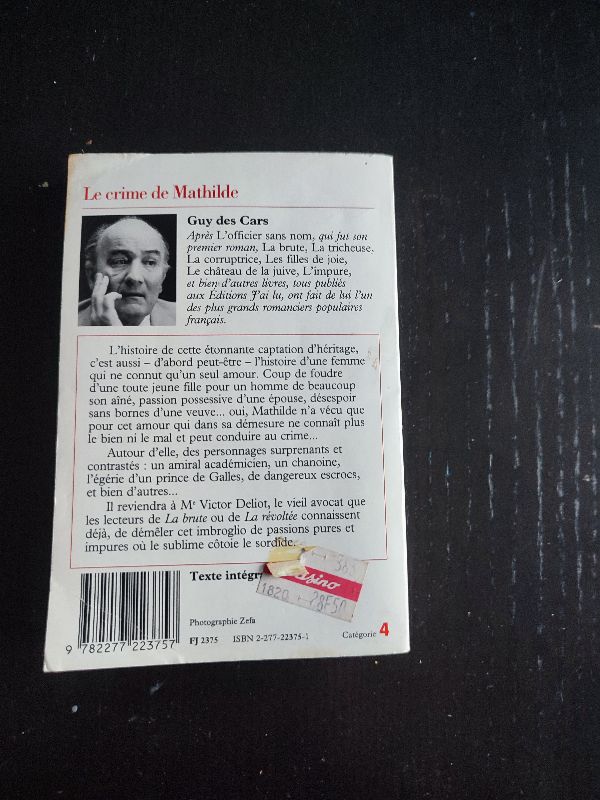 Le crime de Mathilde
Guy des Cars
Après L'officier sans nom, qui fut son
premier roman, La brute, La tricheuse,
La corruptrice, Les filles de joie,
Le château de la juive, L'impure,
et bien d'autres livres, tous publiés
aux Éditions J'ai lu, ont fait de lui l'un
des plus grands romanciers populaires
français.
L'histoire de cette étonnante captation d'héritage,
c'est aussi – d'abord peut-être – l'histoire d'une femme
qui ne connut qu'un seul amour. Coup de foudre
d'une toute jeune fille pour un homme de beaucoup
son aîné, passion possessive d'une épouse, désespoir
sans bornes d'une veuve... oui, Mathilde n'a vécu que
pour cet amour qui dans sa démesure ne connaît plus
le bien ni le mal et peut conduire au crime...
Autour d'elle, des personnages surprenants et
contrastés : un amiral académicien, un chanoine,
l'égérie d'un prince de Galles, de dangereux escrocs,
et bien d'autres...
Il reviendra à Me Victor Deliot, le vieil avocat que
les lecteurs de La brute ou de La révoltée connaissent
déjà, de démêler cet imbroglio de passions pures et
impures où le sublime côtoie le sordide.
Texte intégr
sino
1820 28F50
Photographie Zefa
FJ 2375 ISBN 2-277-22375-1
Catégorie 4
9 782277 223757